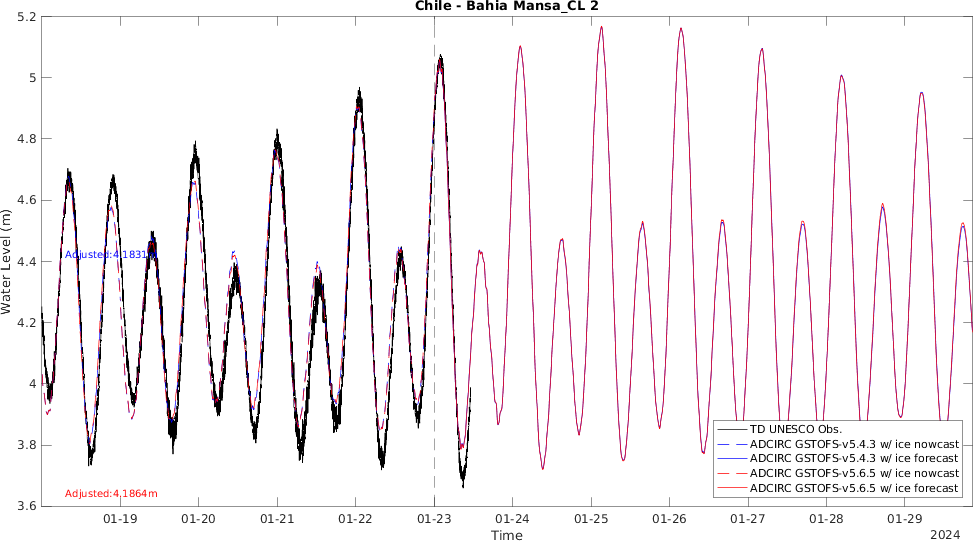 Chile - Bahia Mansa_CL 2
5.2
5
4.8
4.6
4.4
4.2
4
3.8
3.6
Water Level (m)
Adjusted:4.1831m
Adjusted:4.1864m
TD UNESCO Obs.
ADCIRC GSTOFS-v5.4.3 w/ ice nowcast
ADCIRC GSTOFS-v5.4.3 w/ ice forecast
ADCIRC GSTOFS-v5.6.5 w/ ice nowcast
ADCIRC GSTOFS-v5.6.5 w/ ice forecast
01-19 01-20 01-21 01-22 01-23 01-24 01-25 01-26 01-27 01-28 01-29
Time
2024